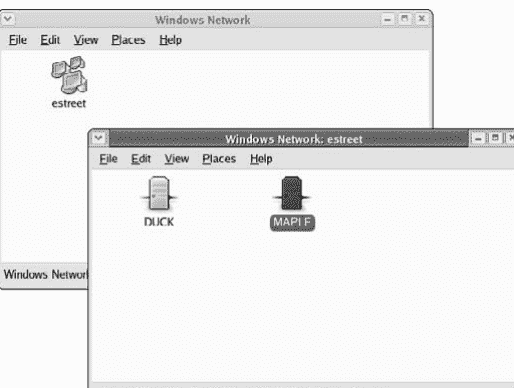 Windows Network
File Edit View Places Help
estreet
Windows Networ
Windows Network: estreet
File Edit View Places Help
DUCK
MAPLE